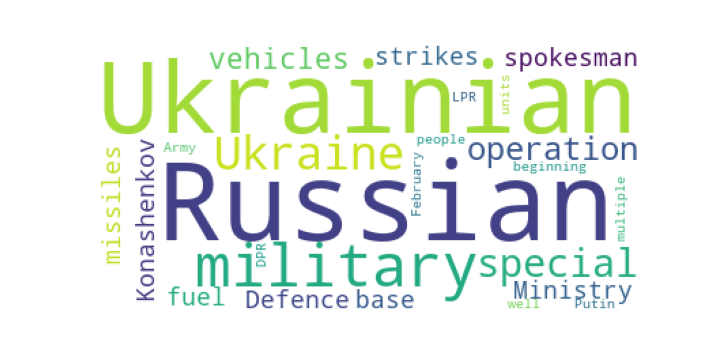 vehicles strikes spokesman
Ukrainian
LPR
units
Army
people
Ukraine
operation
beginning
missiles
Konashenkov
Russian
February
multiple
DPR
military
special
fuel
Defence
base
Ministry
well
Putin